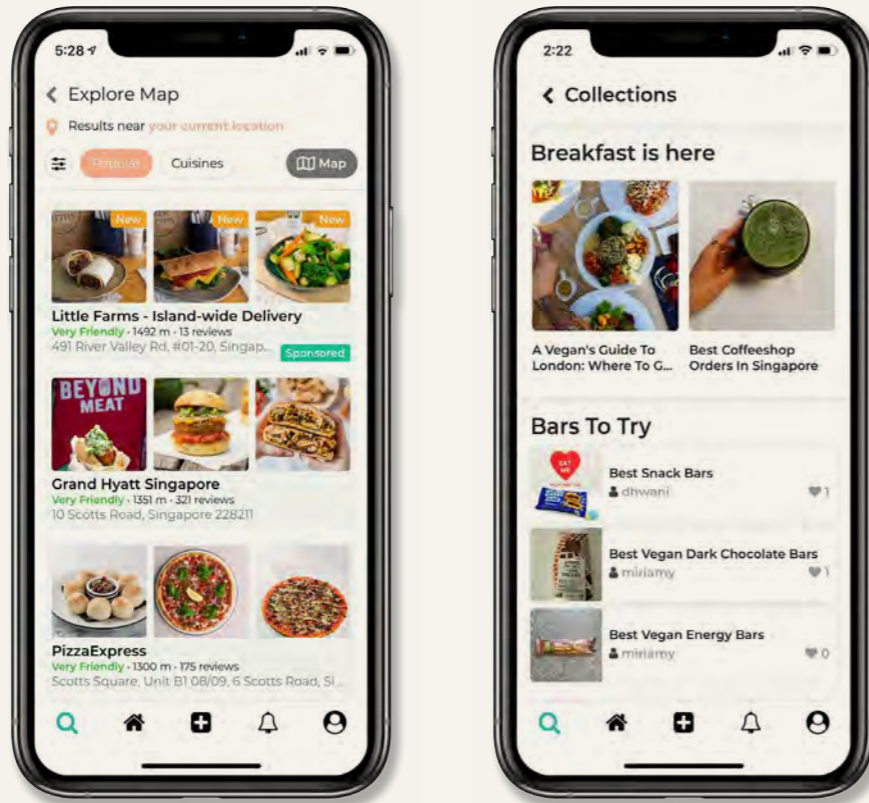 5:28
Explore Map
Results near your current location
Popular
Cuisines
Map
New
New
New
Little Farms - Island-wide Delivery
Very Friendly · 1492 m · 13 reviews
491 River Valley Rd, #01-20, Singap...
Sponsored
BEYOND
MEAT
Grand Hyatt Singapore
Very Friendly · 1351 m · 321 reviews
10 Scotts Road, Singapore 228211
PizzaExpress
Very Friendly · 1300 m · 175 reviews
Scotts Square, Unit B1 08/09, 6 Scotts Road, Si...
2:22
Collections
Breakfast is here
A Vegan's Guide To
London: Where To G...
Best Coffeeshop
Orders In Singapore
Bars To Try
EAT
ME
Best Snack Bars
dhwani
1
Best Vegan Dark Chocolate Bars
miriamy
1
Best Vegan Energy Bars
miriamy
0